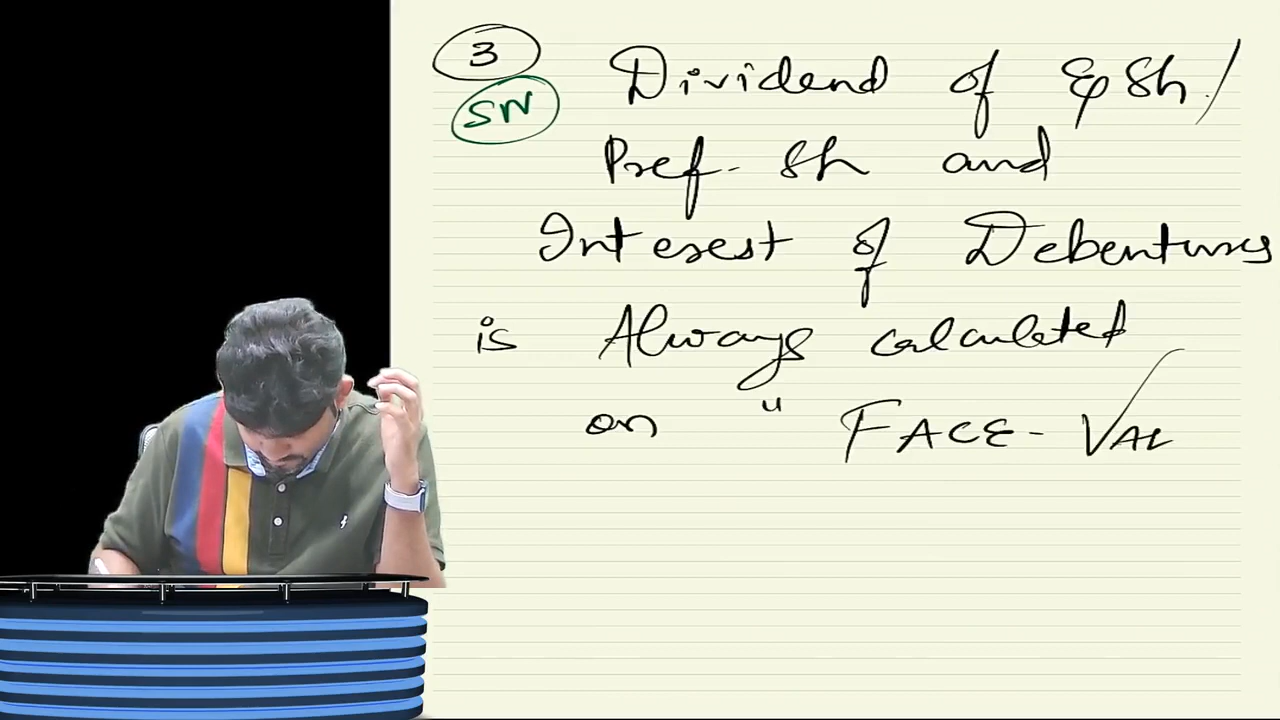 3
SN
Dividend of Eq Sh/
Pref. Sh and
Interest of Debentures
is Always calculated
on " FACE-VAL